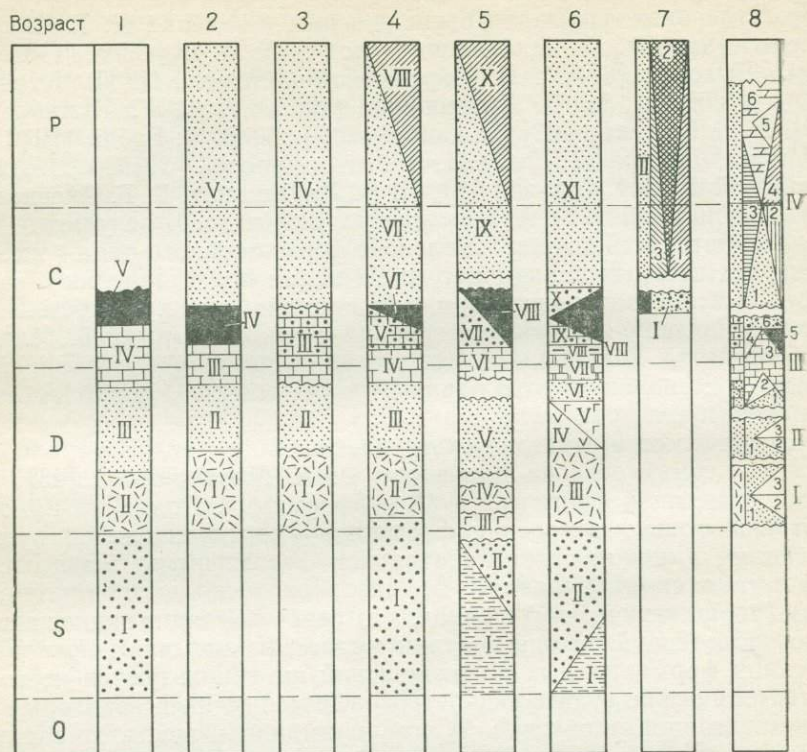 Возраст 1 2 3 4 5 6 7 8
2
VIII X 6
P 5
II
V IV XI 4
3 2 IV
VII IX
3 1
C V VI 1
X
IV VIII I 6
V VII IX 5
IV III III IV VI VIII VIII 4 3 III
VII
VI 2 1
V
III II II III V IV 3 II
D 1 2
IV 3
II I I II III 2 I
III 1
II
S I I II
I I
O